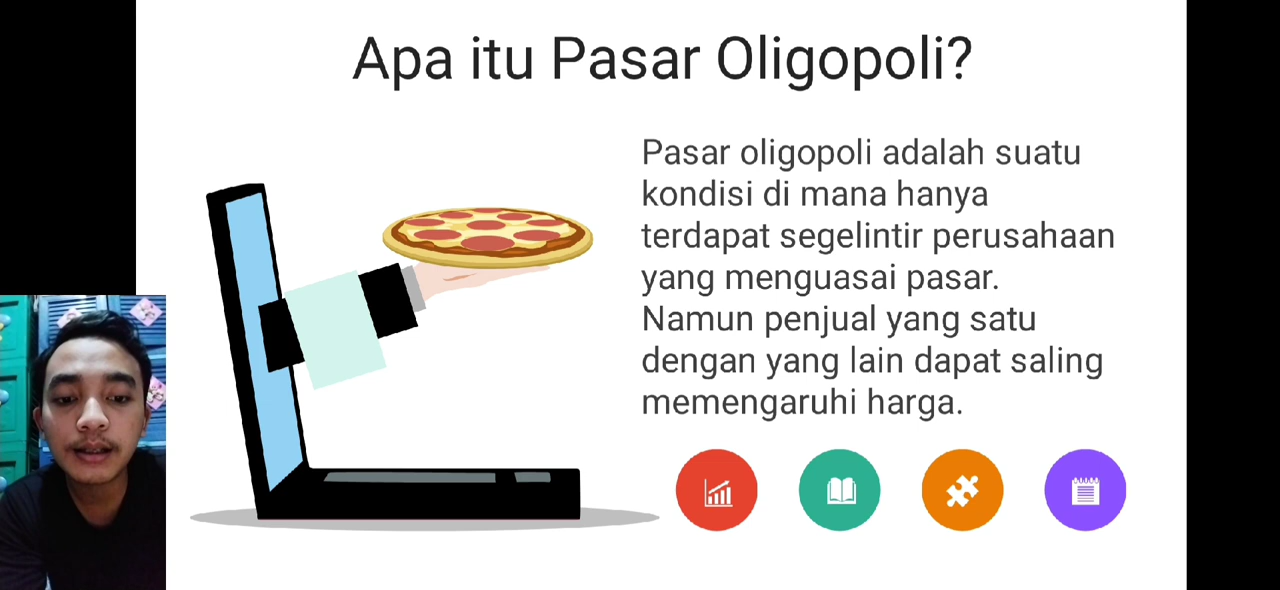 Apa itu Pasar Oligopoli?
Pasar oligopoli adalah suatu
kondisi di mana hanya
terdapat segelintir perusahaan
yang menguasai pasar.
Namun penjual yang satu
dengan yang lain dapat saling
memengaruhi harga.